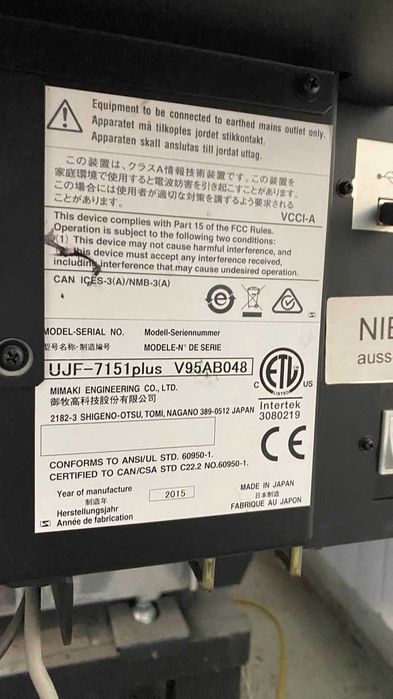 Equipment to be connected to earthed mains outlet only.
Apparatet må tilkoples jordet stikkontakt.
Apparaten skall anslutas till jordat uttag.
この装置は、クラスA情報技術装置です。この装置を
家庭環境で使用すると電波妨害を引き起こすことがあります。
この場合には使用者が適切な対策を講ずるよう要求される
ことがあります。
VCCI-A
This device complies with Part 15 of the FCC Rules.
Operation is subject to the following two conditions:
(1) This device may not cause harmful interference, and
this device must accept any interference received,
including interference that may cause undesired operation.
CAN ICES-3(A)/NMB-3(A)
MODEL-SERIAL NO. Modell-Seriennummer
型号名称·制造编号 MODELE-N° DE SERIE
UJF-7151plus V95AB048
MIMAKI ENGINEERING CO., LTD.
御牧高科技股份有限公司
2182-3 SHIGENO-OTSU, TOMI, NAGANO 389-0512 JAPAN
C ETL US
LISTED
Intertek
3080219
CE
CONFORMS TO ANSI/UL STD. 60950-1.
CERTIFIED TO CAN/CSA STD C22.2 NO.60950-1.
Year of manufacture
制造年
Herstellungsjahr
Année de fabrication
2015
MADE IN JAPAN
日本制造
FABRIQUE AU JAPON
NIE
auss